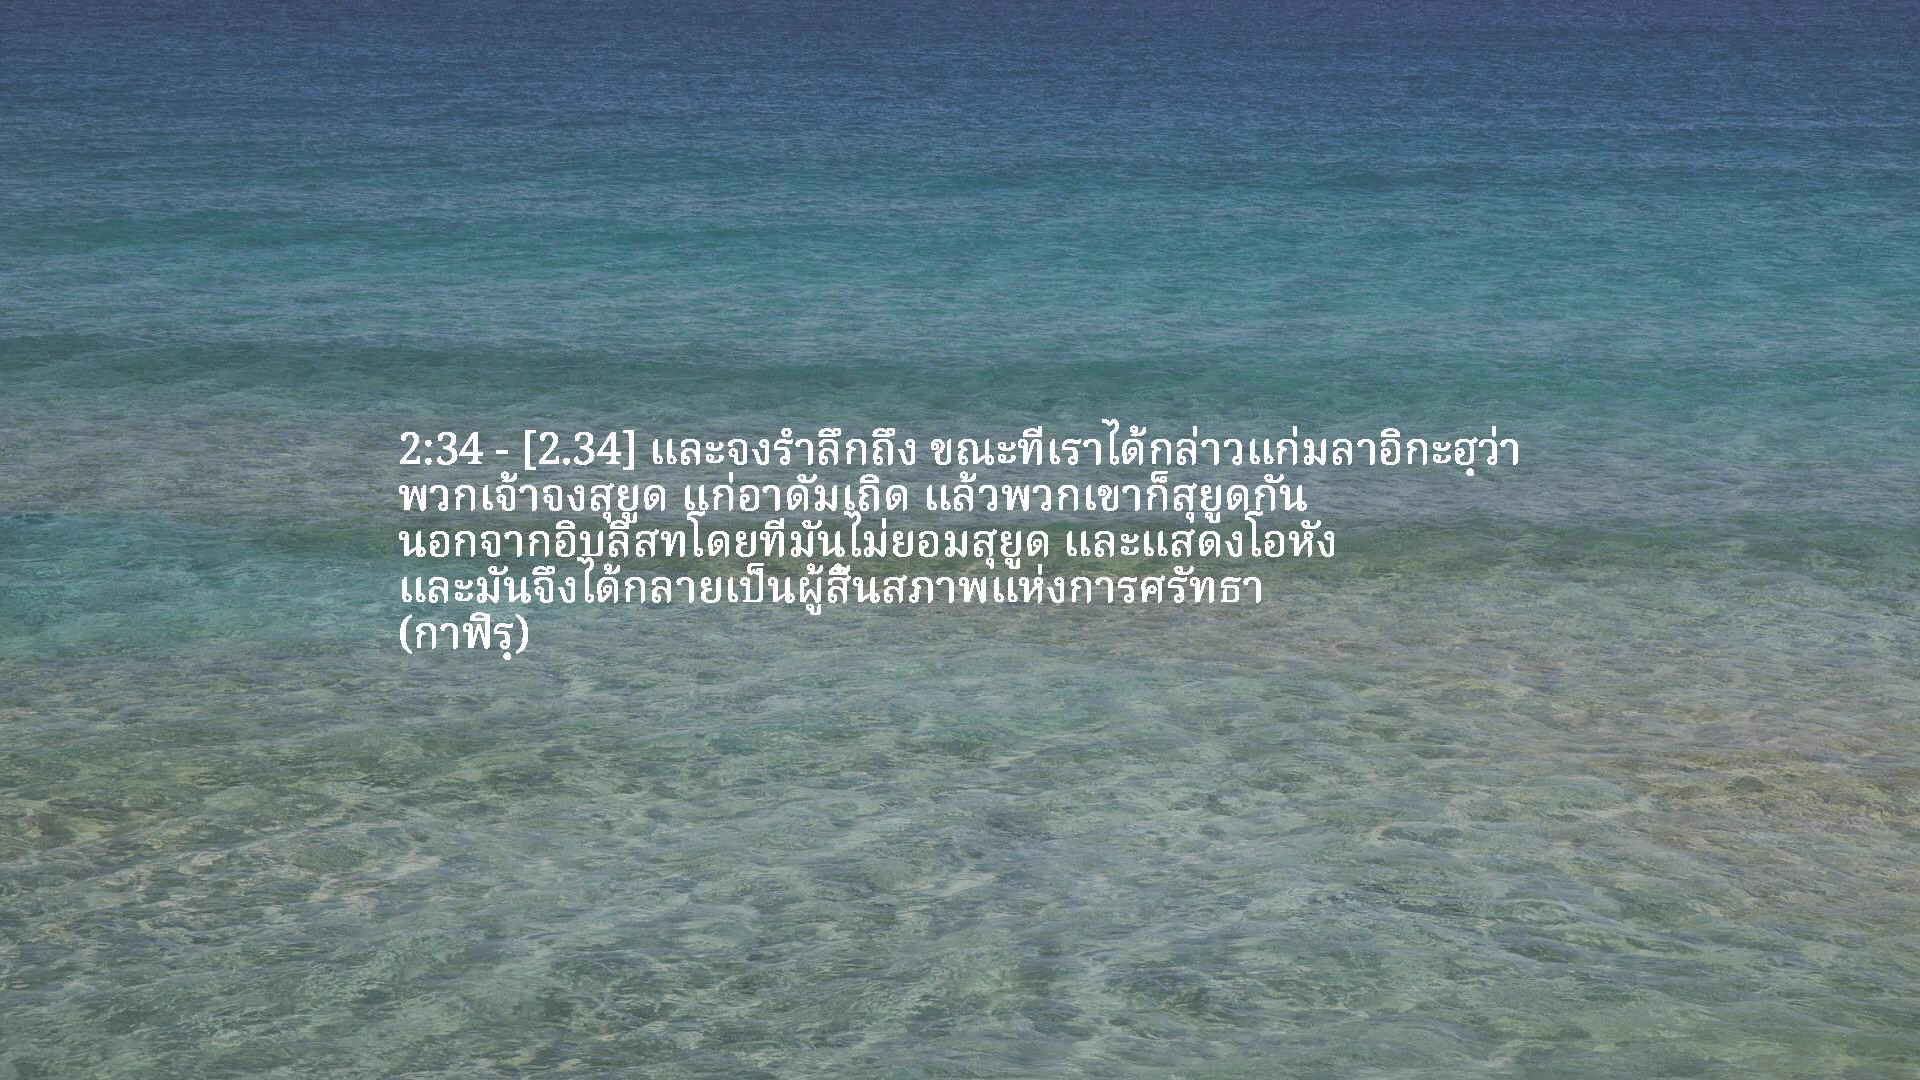 2:34 - [2.34] และจงรำลึกถึง ขณะที่เราได้กล่าวแก่มลาอิกะฮฺว่า
พวกเจ้าจงสุยูด แก่อาดัมเถิด แล้วพวกเขาก็สุยูดกัน
นอกจากอิบลีสทโดยที่มันไม่ยอมสุยูด และแสดงโอหัง
และมันจึงได้กลายเป็นผู้สิ้นสภาพแห่งการศรัทธา
(กาฟิรฺ)